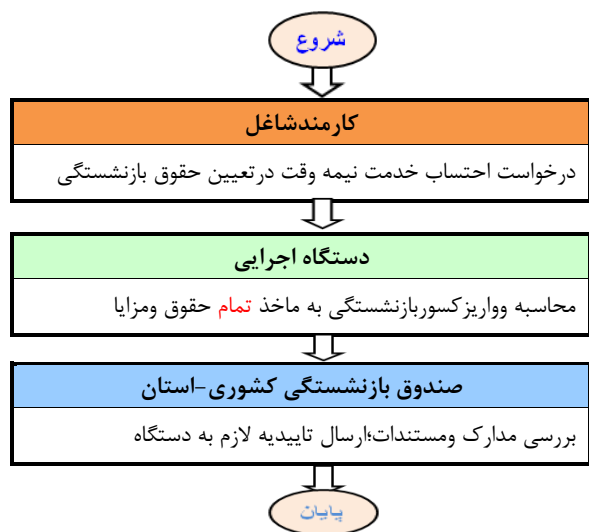 شروع
کارمندشاغل
درخواست احتساب خدمت نیمه وقت درتعیین حقوق بازنشستگی
دستگاه اجرایی
محاسبه وواریزکسوربازنشستگی به ماخذ تمام حقوق ومزایا
صندوق بازنشستگی کشوری-استان
بررسی مدارک ومستندات؛ارسال تاییدیه لازم به دستگاه
پایان